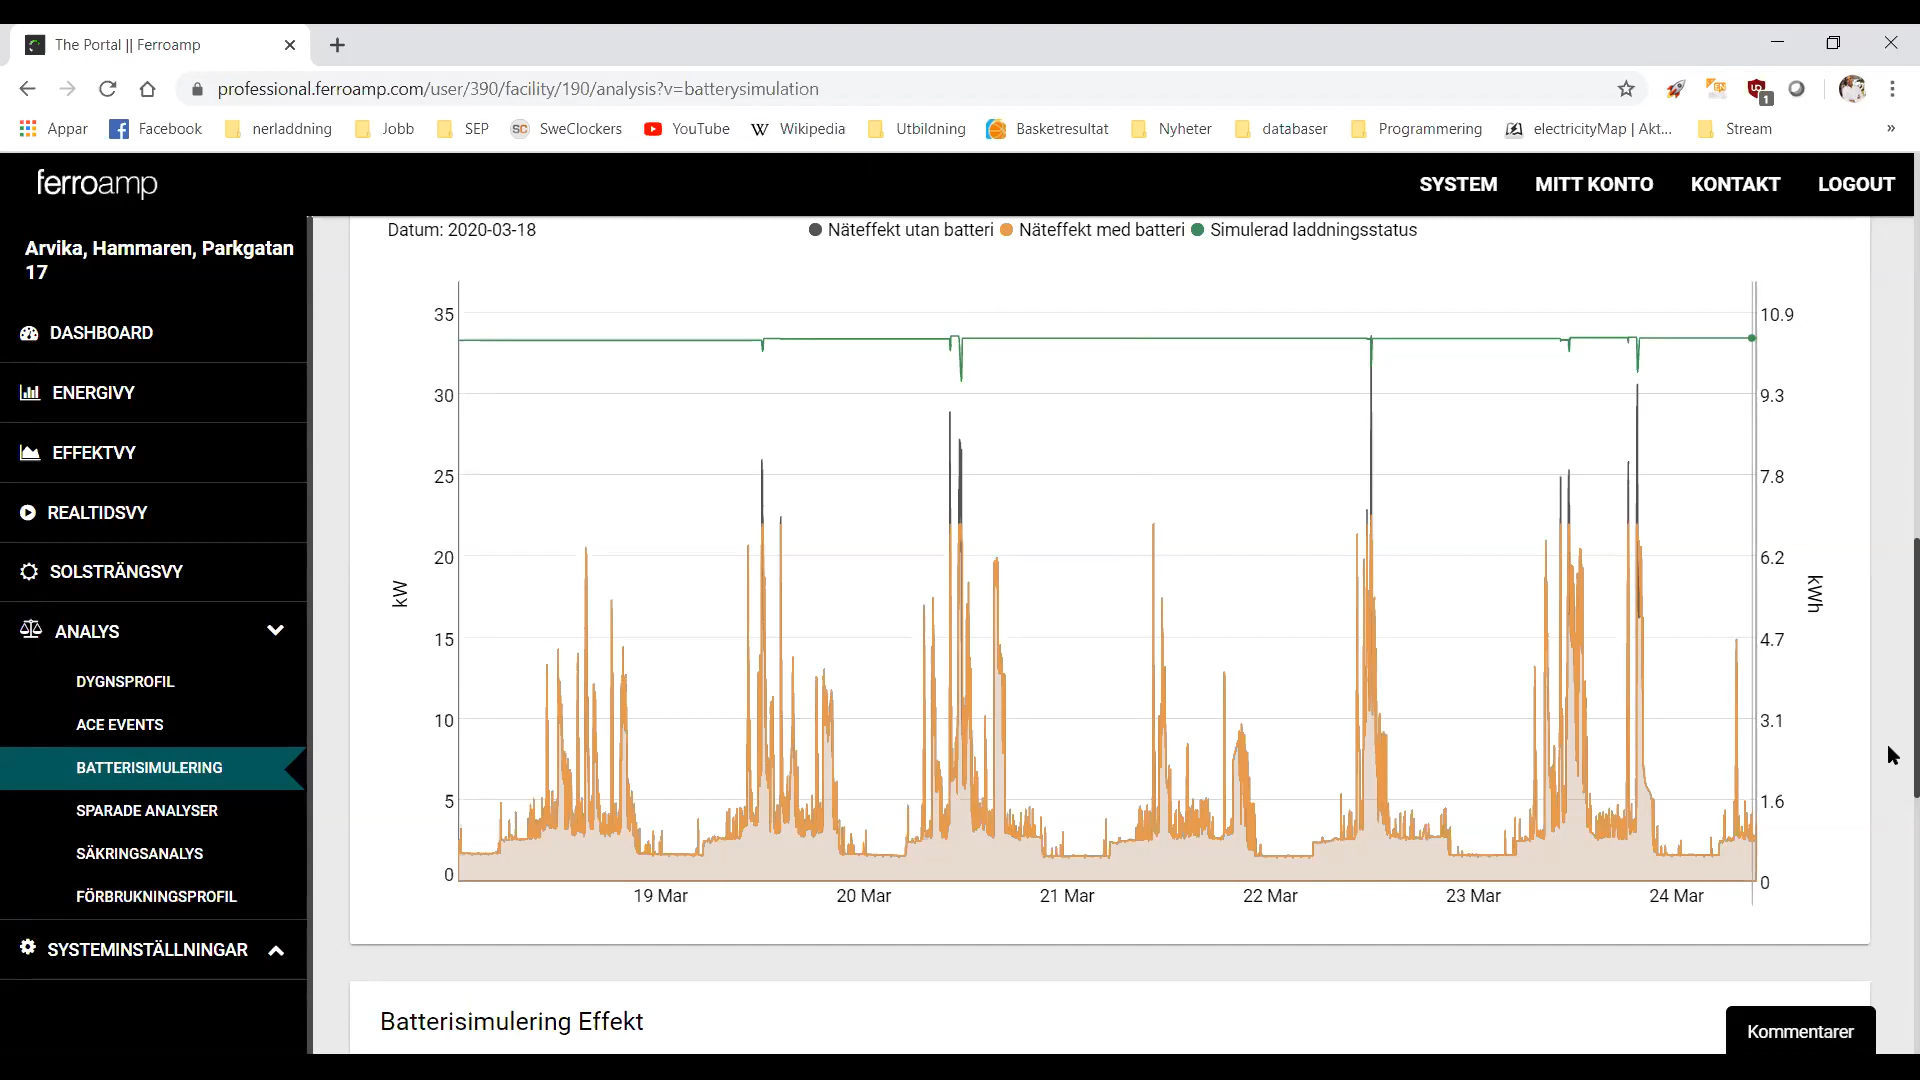 The Portal || Ferroamp
professional.ferroamp.com/user/390/facility/190/analysis?v=batterysimulation
EN
UD
1
Appar
Facebook
nerladdning
Jobb
SEP
SC SweClockers
YouTube
W Wikipedia
Utbildning
Basketresultat
Nyheter
databaser
Programmering
electricityMap | Akt...
Stream
»
ferroamp
SYSTEM
MITT KONTO
KONTAKT
LOGOUT
Arvika, Hammaren, Parkgatan
17
DASHBOARD
ENERGIVY
EFFEKTVY
REALTIDSVY
SOLSTRÄNGSVY
ANALYS
DYGNSPROFIL
ACE EVENTS
BATTERISIMULERING
SPARADE ANALYSER
SÄKRINGSANALYS
FÖRBRUKNINGSPROFIL
SYSTEMINSTÄLLNINGAR
Datum: 2020-03-18
Näteffekt utan batteri
Näteffekt med batteri
Simulerad laddningsstatus
35
30
25
20
15
10
5
0
kW
10.9
9.3
7.8
6.2
4.7
3.1
1.6
0
kWh
19 Mar
20 Mar
21 Mar
22 Mar
23 Mar
24 Mar
Batterisimulering Effekt
Kommentarer